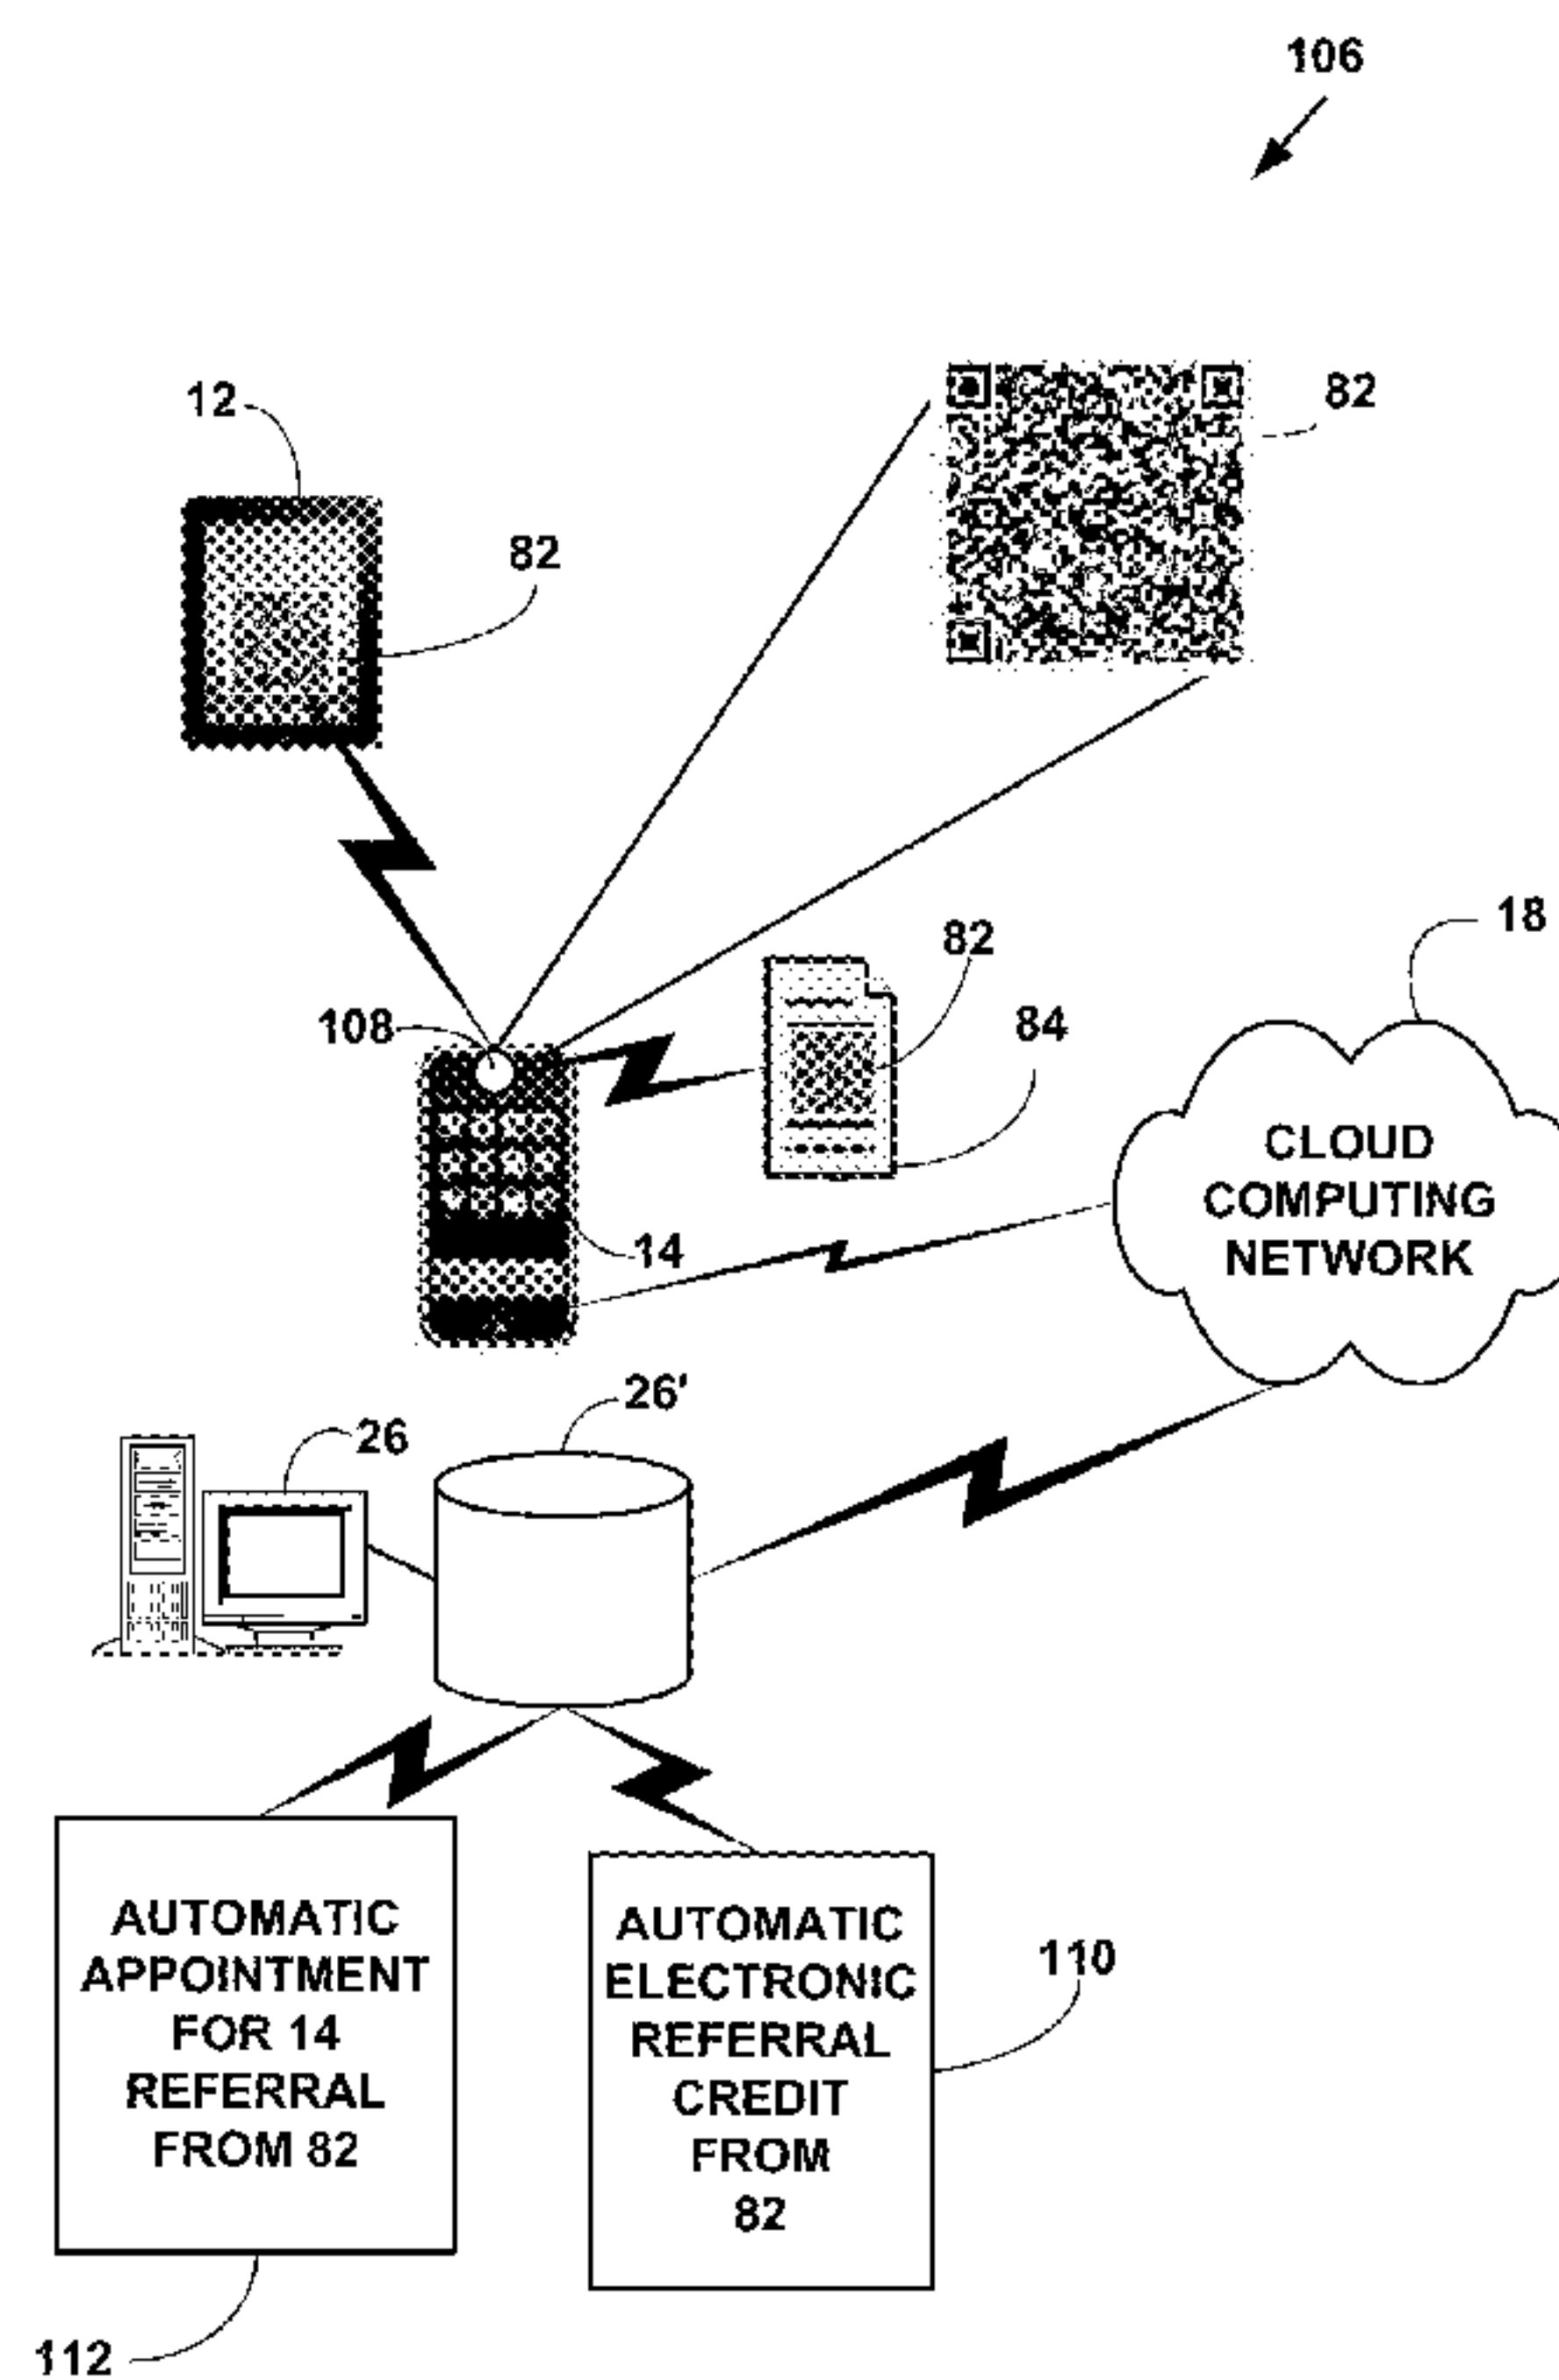 106
12
82
82
18
82
108
84
CLOUD
COMPUTING
NETWORK
14
26'
26
AUTOMATIC
APPOINTMENT
FOR 14
REFERRAL
FROM 82
AUTOMATIC
ELECTRONIC
REFERRAL
CREDIT
FROM
82
110
112